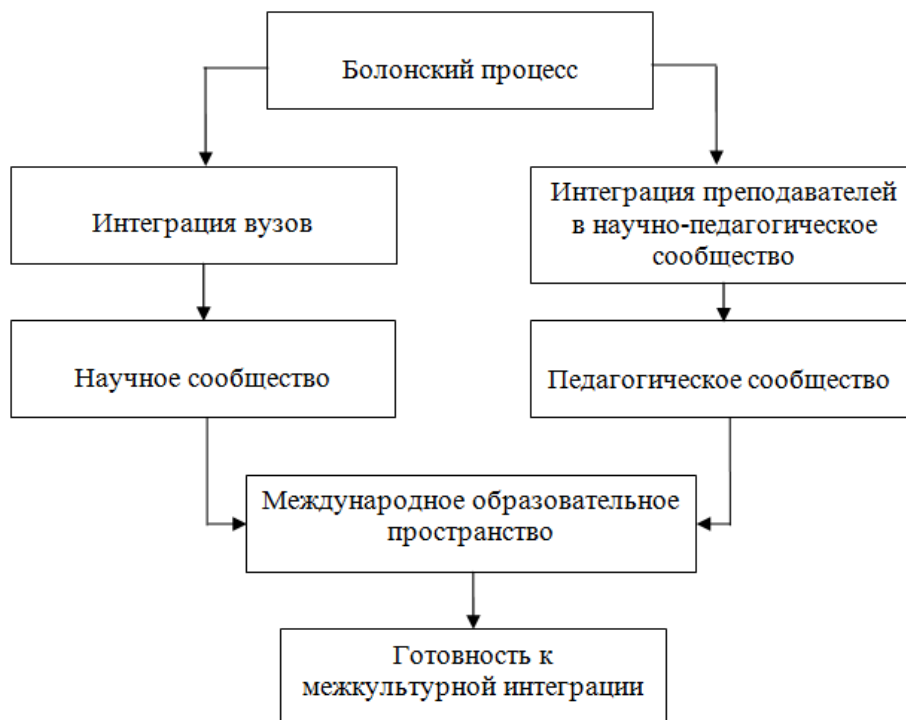 Болонский процесс
Интеграция вузов
Интеграция преподавателей
в научно-педагогическое
сообщество
Научное сообщество
Педагогическое сообщество
Международное образовательное
пространство
Готовность к
межкультурной интеграции